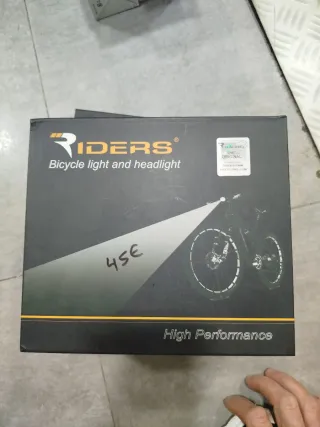 RIDERS®
Bicycle light and headlight
45€
High Performance